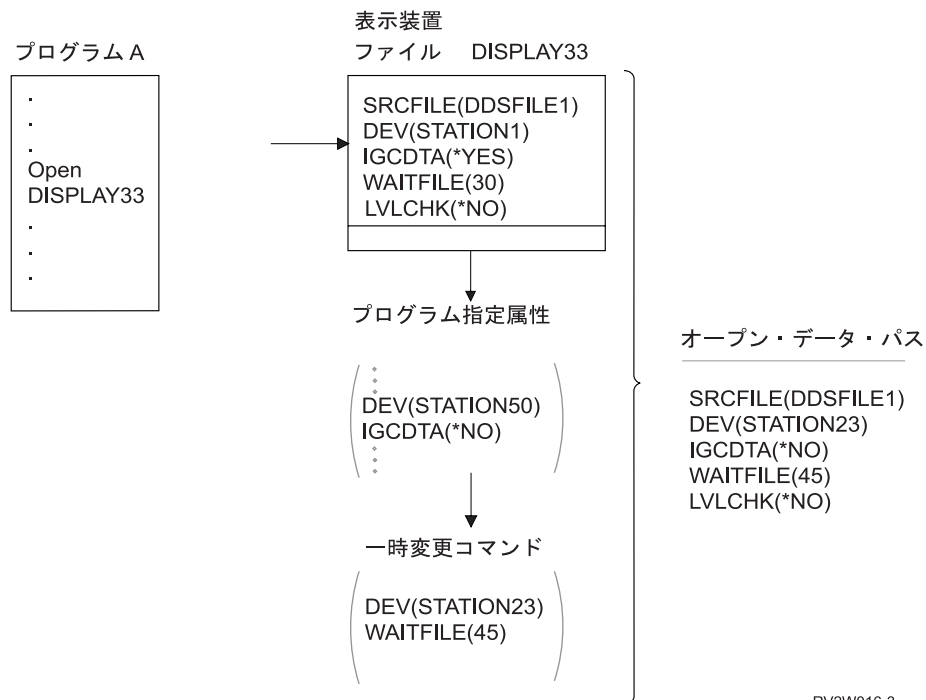 プログラム A
.
.
.
Open
DISPLAY33
.
.
.
表示装置
ファイル DISPLAY33
SRCFILE(DDSFILE1)
DEV(STATION1)
IGCDTA(*YES)
WAITFILE(30)
LVLCHK(*NO)
プログラム指定属性
DEV(STATION50)
IGCDTA(*NO)
一時変更コマンド
DEV(STATION23)
WAITFILE(45)
オープン・データ・パス
SRCFILE(DDSFILE1)
DEV(STATION23)
IGCDTA(*NO)
WAITFILE(45)
LVLCHK(*NO)
RV2W016-3